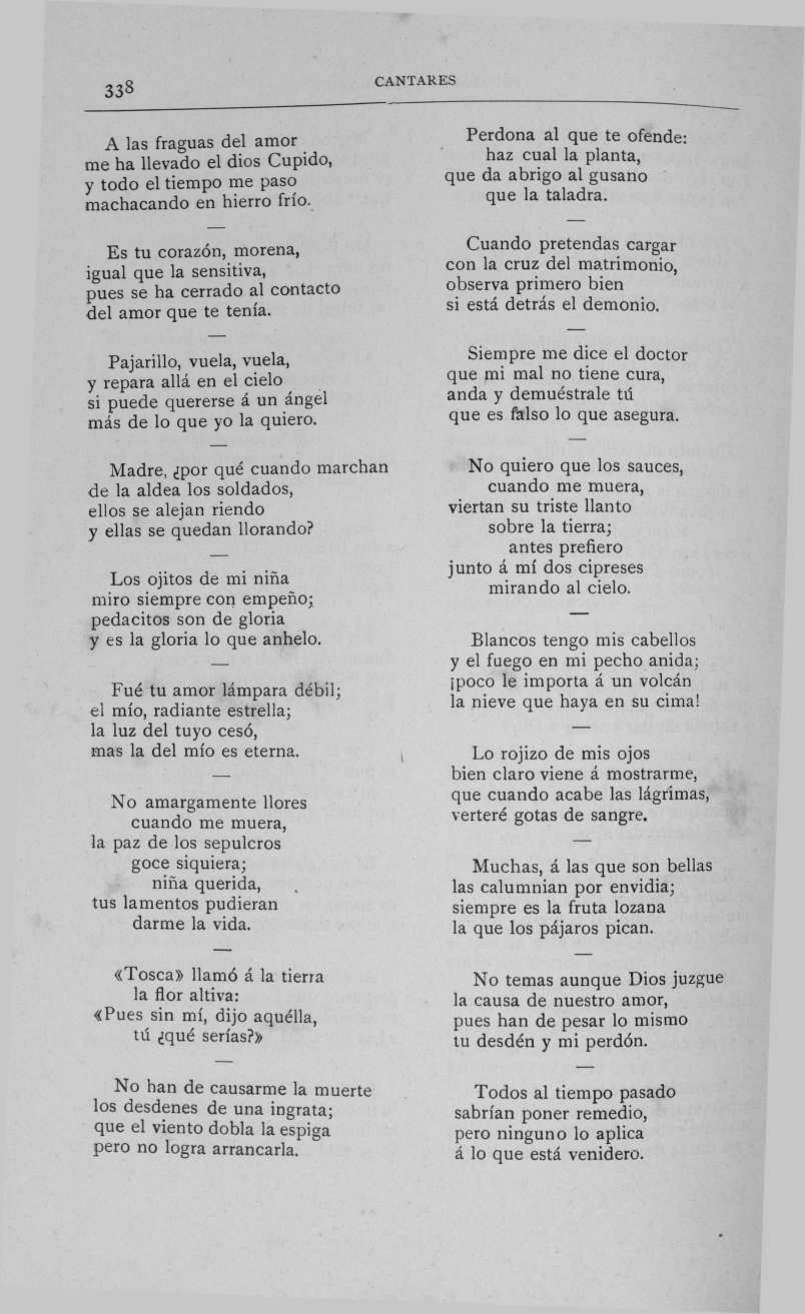 338
CANTARES
A las fraguas del amor
me ha llevado el dios Cupido,
y todo el tiempo me paso
machacando en hierro frío.
—
Es tu corazón, morena,
igual que la sensitiva,
pues se ha cerrado al contacto
del amor que te tenía.
—
Pajarillo, vuela, vuela,
y repara allá en el cielo
si puede quererse á un ángel
más de lo que yo la quiero.
—
Madre, ¿por qué cuando marchan
de la aldea los soldados,
ellos se alejan riendo
y ellas se quedan llorando?
—
Los ojitos de mi niña
miro siempre con empeño;
pedacitos son de gloria
y es la gloria lo que anhelo.
—
Fué tu amor lámpara débil;
el mío, radiante estrella;
la luz del tuyo cesó,
mas la del mío es eterna.
—
No amargamente llores
cuando me muera,
la paz de los sepulcros
goce siquiera;
niña querida,
tus lamentos pudieran
darme la vida.
—
«Tosca» llamó á la tierra
la flor altiva:
«Pues sin mí, dijo aquélla,
tú ¿qué serías?»
—
No han de causarme la muerte
los desdenes de una ingrata;
que el viento dobla la espiga
pero no logra arrancarla.
Perdona al que te ofende:
haz cual la planta,
que da abrigo al gusano
que la taladra.
—
Cuando pretendas cargar
con la cruz del matrimonio,
observa primero bien
si está detrás el demonio.
—
Siempre me dice el doctor
que mi mal no tiene cura,
anda y demuéstrale tú
que es falso lo que asegura.
—
No quiero que los sauces,
cuando me muera,
viertan su triste llanto
sobre la tierra;
antes prefiero
junto á mí dos cipreses
mirando al cielo.
—
Blancos tengo mis cabellos
y el fuego en mi pecho anida;
¡poco le importa á un volcán
la nieve que haya en su cima!
—
Lo rojizo de mis ojos
bien claro viene á mostrarme,
que cuando acabe las lágrimas,
verteré gotas de sangre.
—
Muchas, á las que son bellas
las calumnian por envidia;
siempre es la fruta lozana
la que los pájaros pican.
—
No temas aunque Dios juzgue
la causa de nuestro amor,
pues han de pesar lo mismo
tu desdén y mi perdón.
—
Todos al tiempo pasado
sabrían poner remedio,
pero ninguno lo aplica
á lo que está venidero.